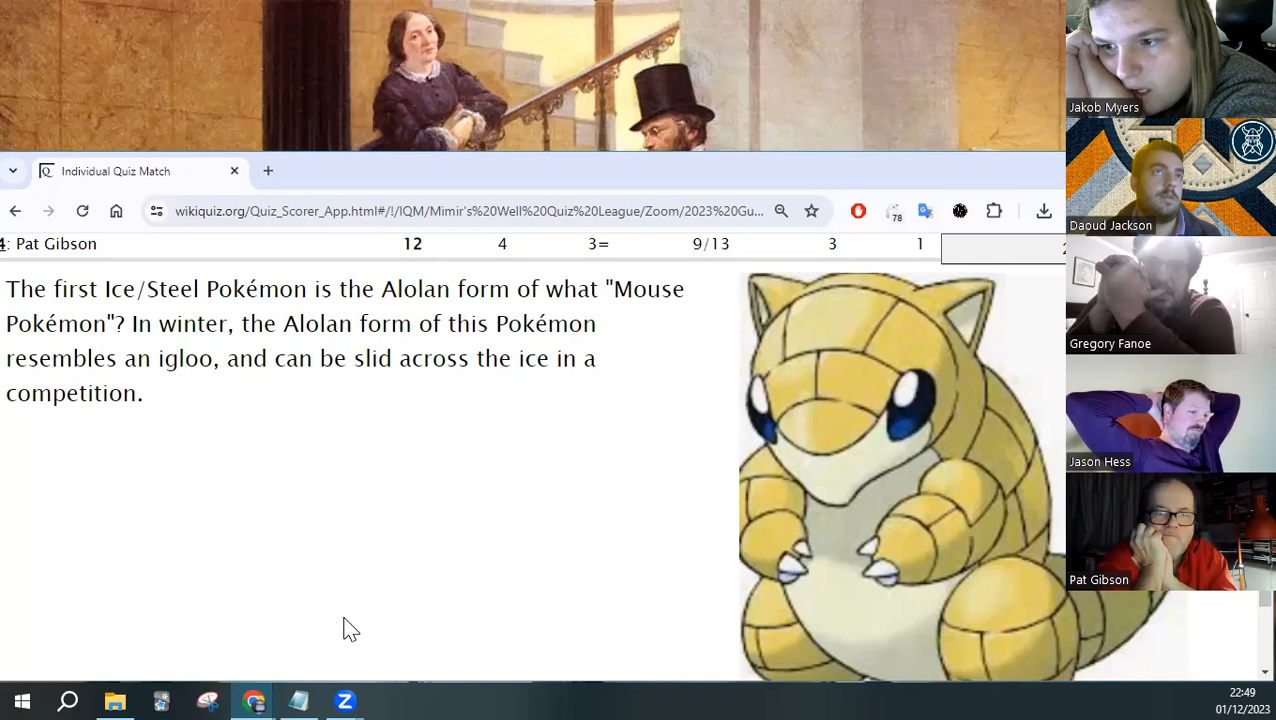 Individual Quiz Match
wikiquiz.org/Quiz_Scorer_App.html#/!/IQM/Mimir's%20Well%20Quiz%20League/Zoom/2023%20Gu...
78
4: Pat Gibson 12 4 3= 9/13 3 1 2
The first Ice/Steel Pokémon is the Alolan form of what "Mouse
Pokémon"? In winter, the Alolan form of this Pokémon
resembles an igloo, and can be slid across the ice in a
competition.
Jakob Myers
Daoud Jackson
Gregory Fanoe
Jason Hess
Pat Gibson
22:49
01/12/2023